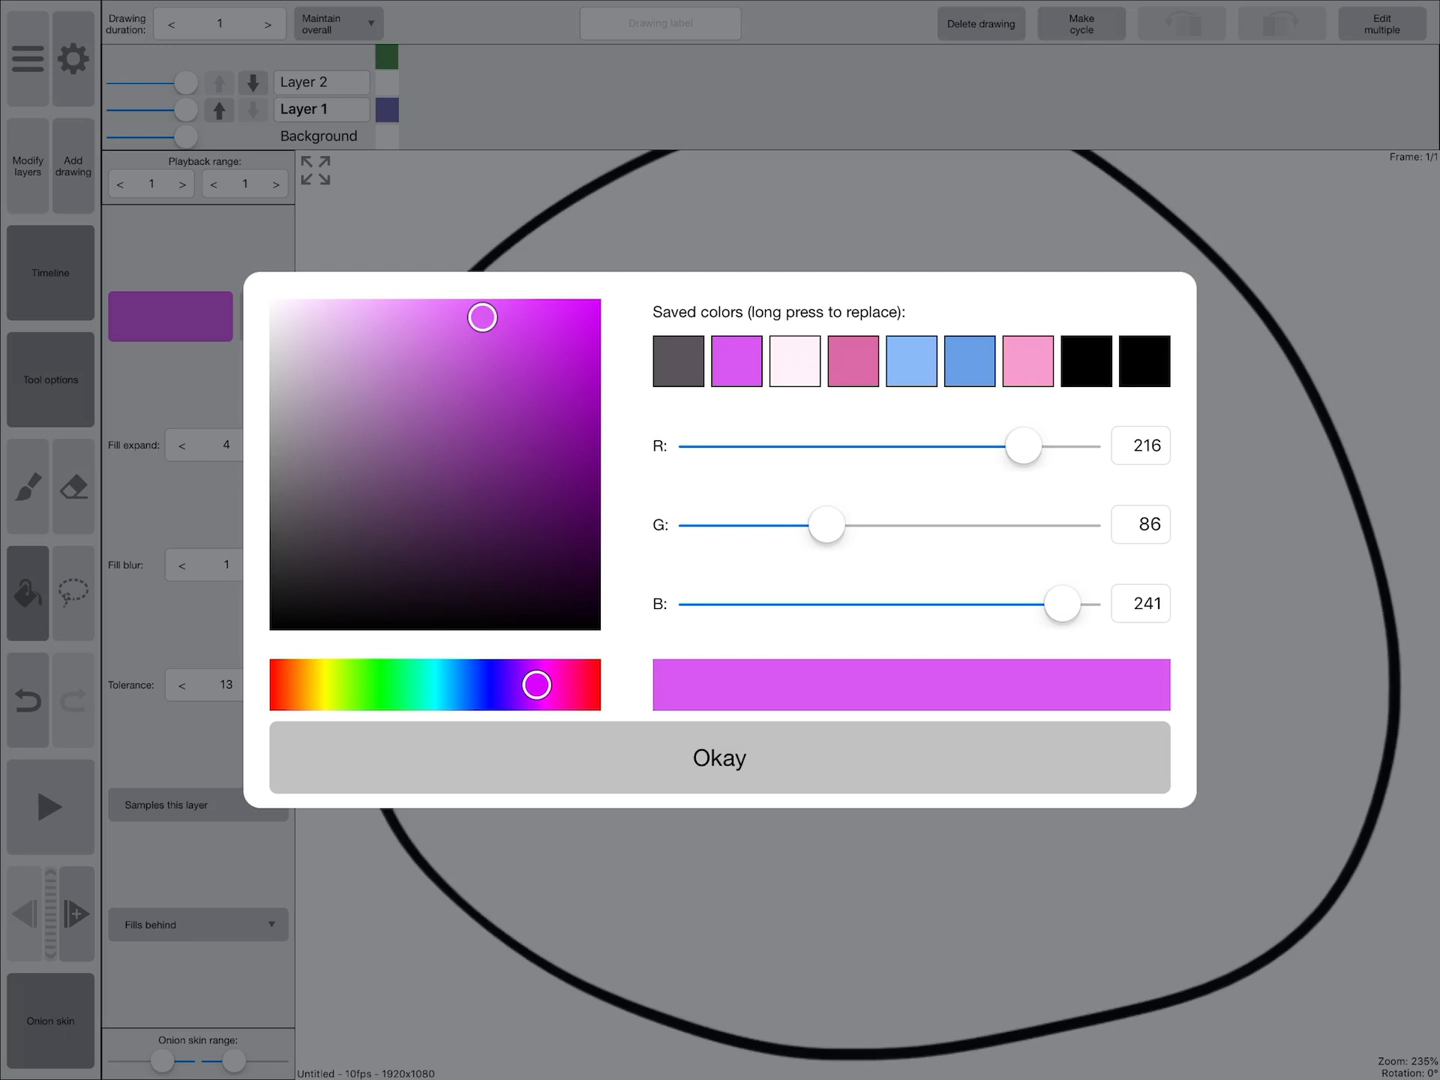 Drawing
duration:
< 1 >
Maintain
overall
Drawing label
Delete drawing
Make
cycle
Edit
multiple
Layer 2
Layer 1
Background
Modify
layers
Add
drawing
Playback range:
< 1 >
< 1 >
Frame: 1/1
Timeline
Tool options
Saved colors (long press to replace):
R: 216
G: 86
B: 241
Okay
Fill expand: < 4
Fill blur: < 1
Tolerance: < 13
Samples this layer
Fills behind
Onion skin
Onion skin range:
Untitled - 10fps - 1920x1080
Zoom: 235%
Rotation: 0°